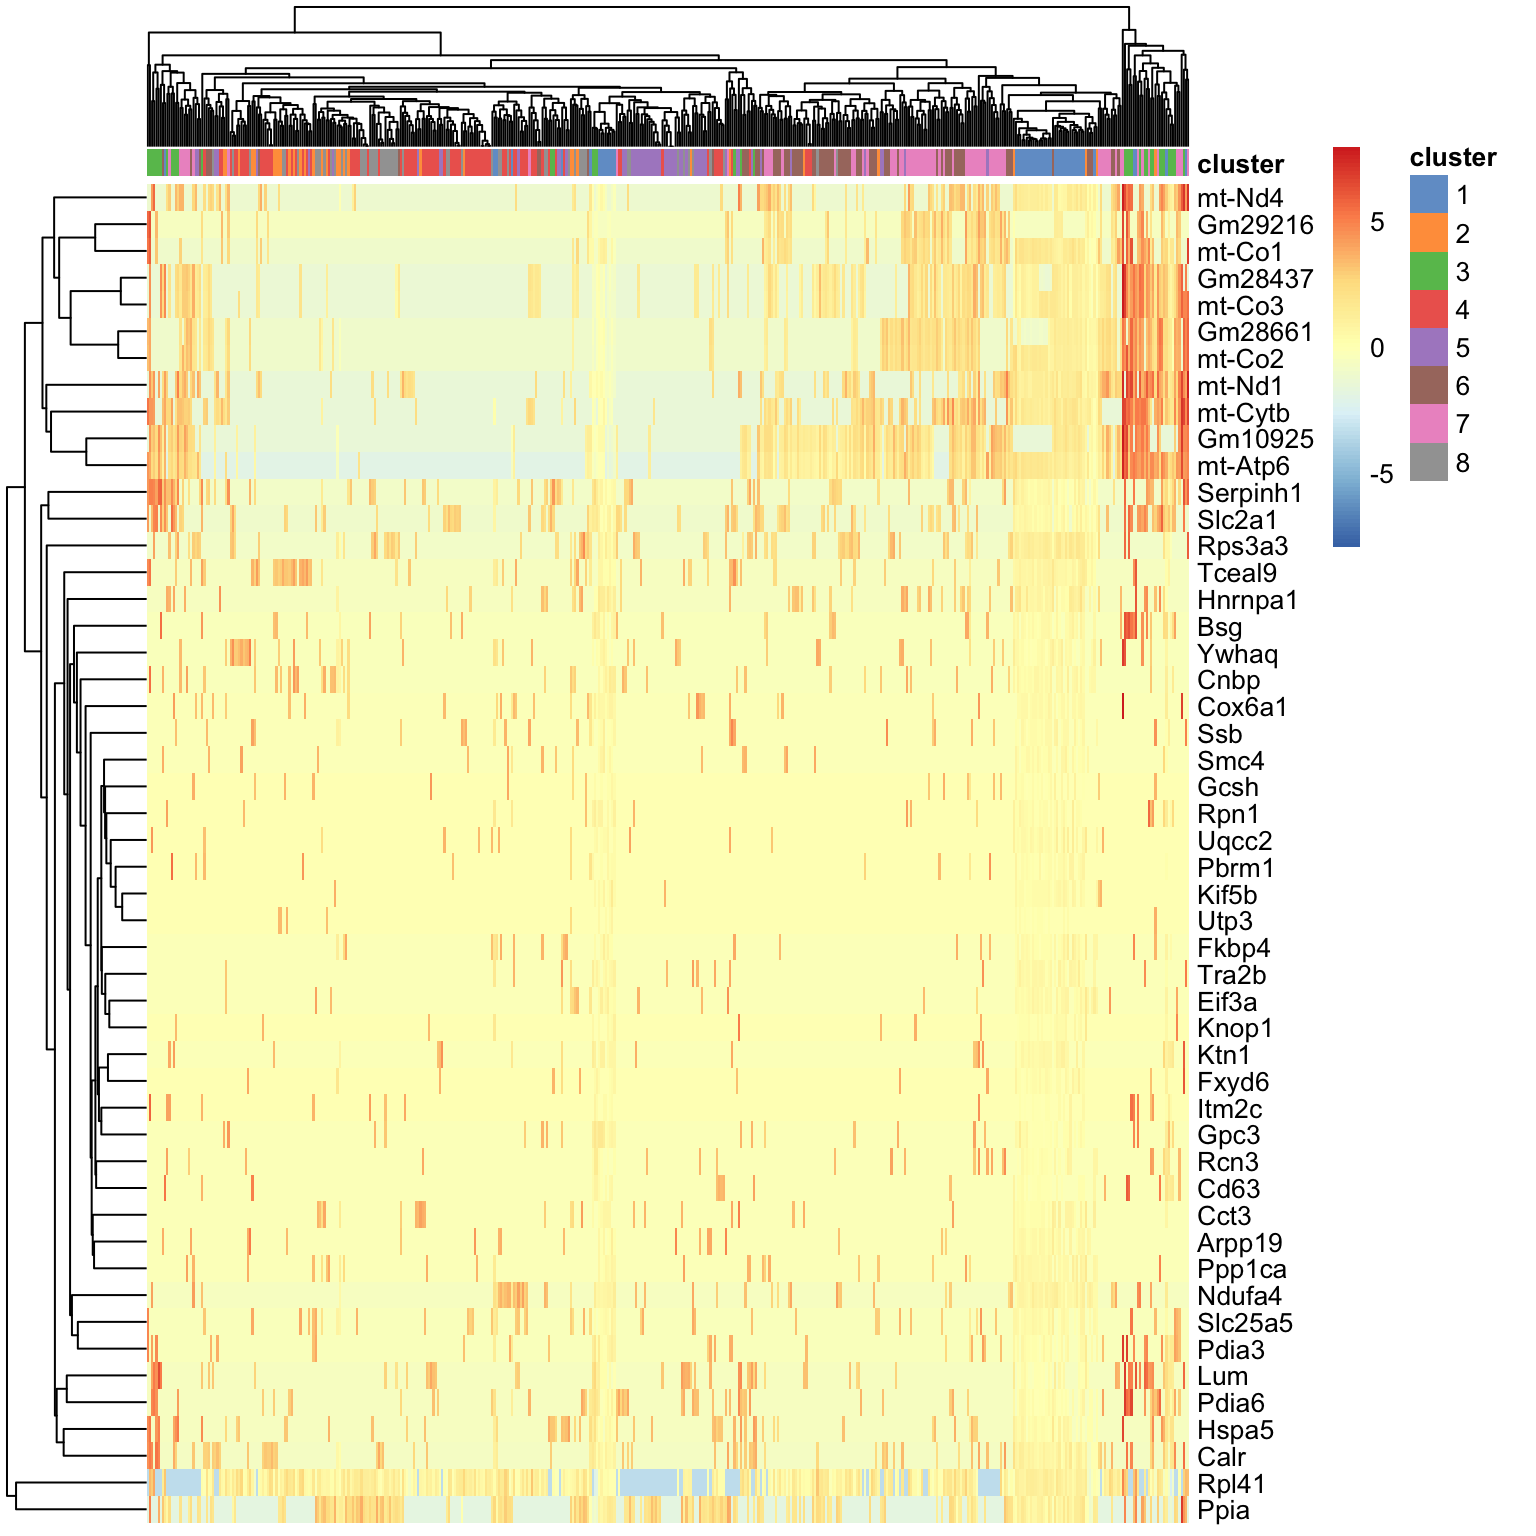 cluster
mt-Nd4
Gm29216
mt-Co1
Gm28437
mt-Co3
Gm28661
mt-Co2
mt-Nd1
mt-Cytb
Gm10925
mt-Atp6
Serpinh1
Slc2a1
Rps3a3
Tceal9
Hnrnpa1
Bsg
Ywhaq
Cnbp
Cox6a1
Ssb
Smc4
Gcsh
Rpn1
Uqcc2
Pbrm1
Kif5b
Utp3
Fkbp4
Tra2b
Eif3a
Knop1
Ktn1
Fxyd6
Itm2c
Gpc3
Rcn3
Cd63
Cct3
Arpp19
Ppp1ca
Ndufa4
Slc25a5
Pdia3
Lum
Pdia6
Hspa5
Calr
Rpl41
Ppia
5
0
-5
cluster
1
2
3
4
5
6
7
8